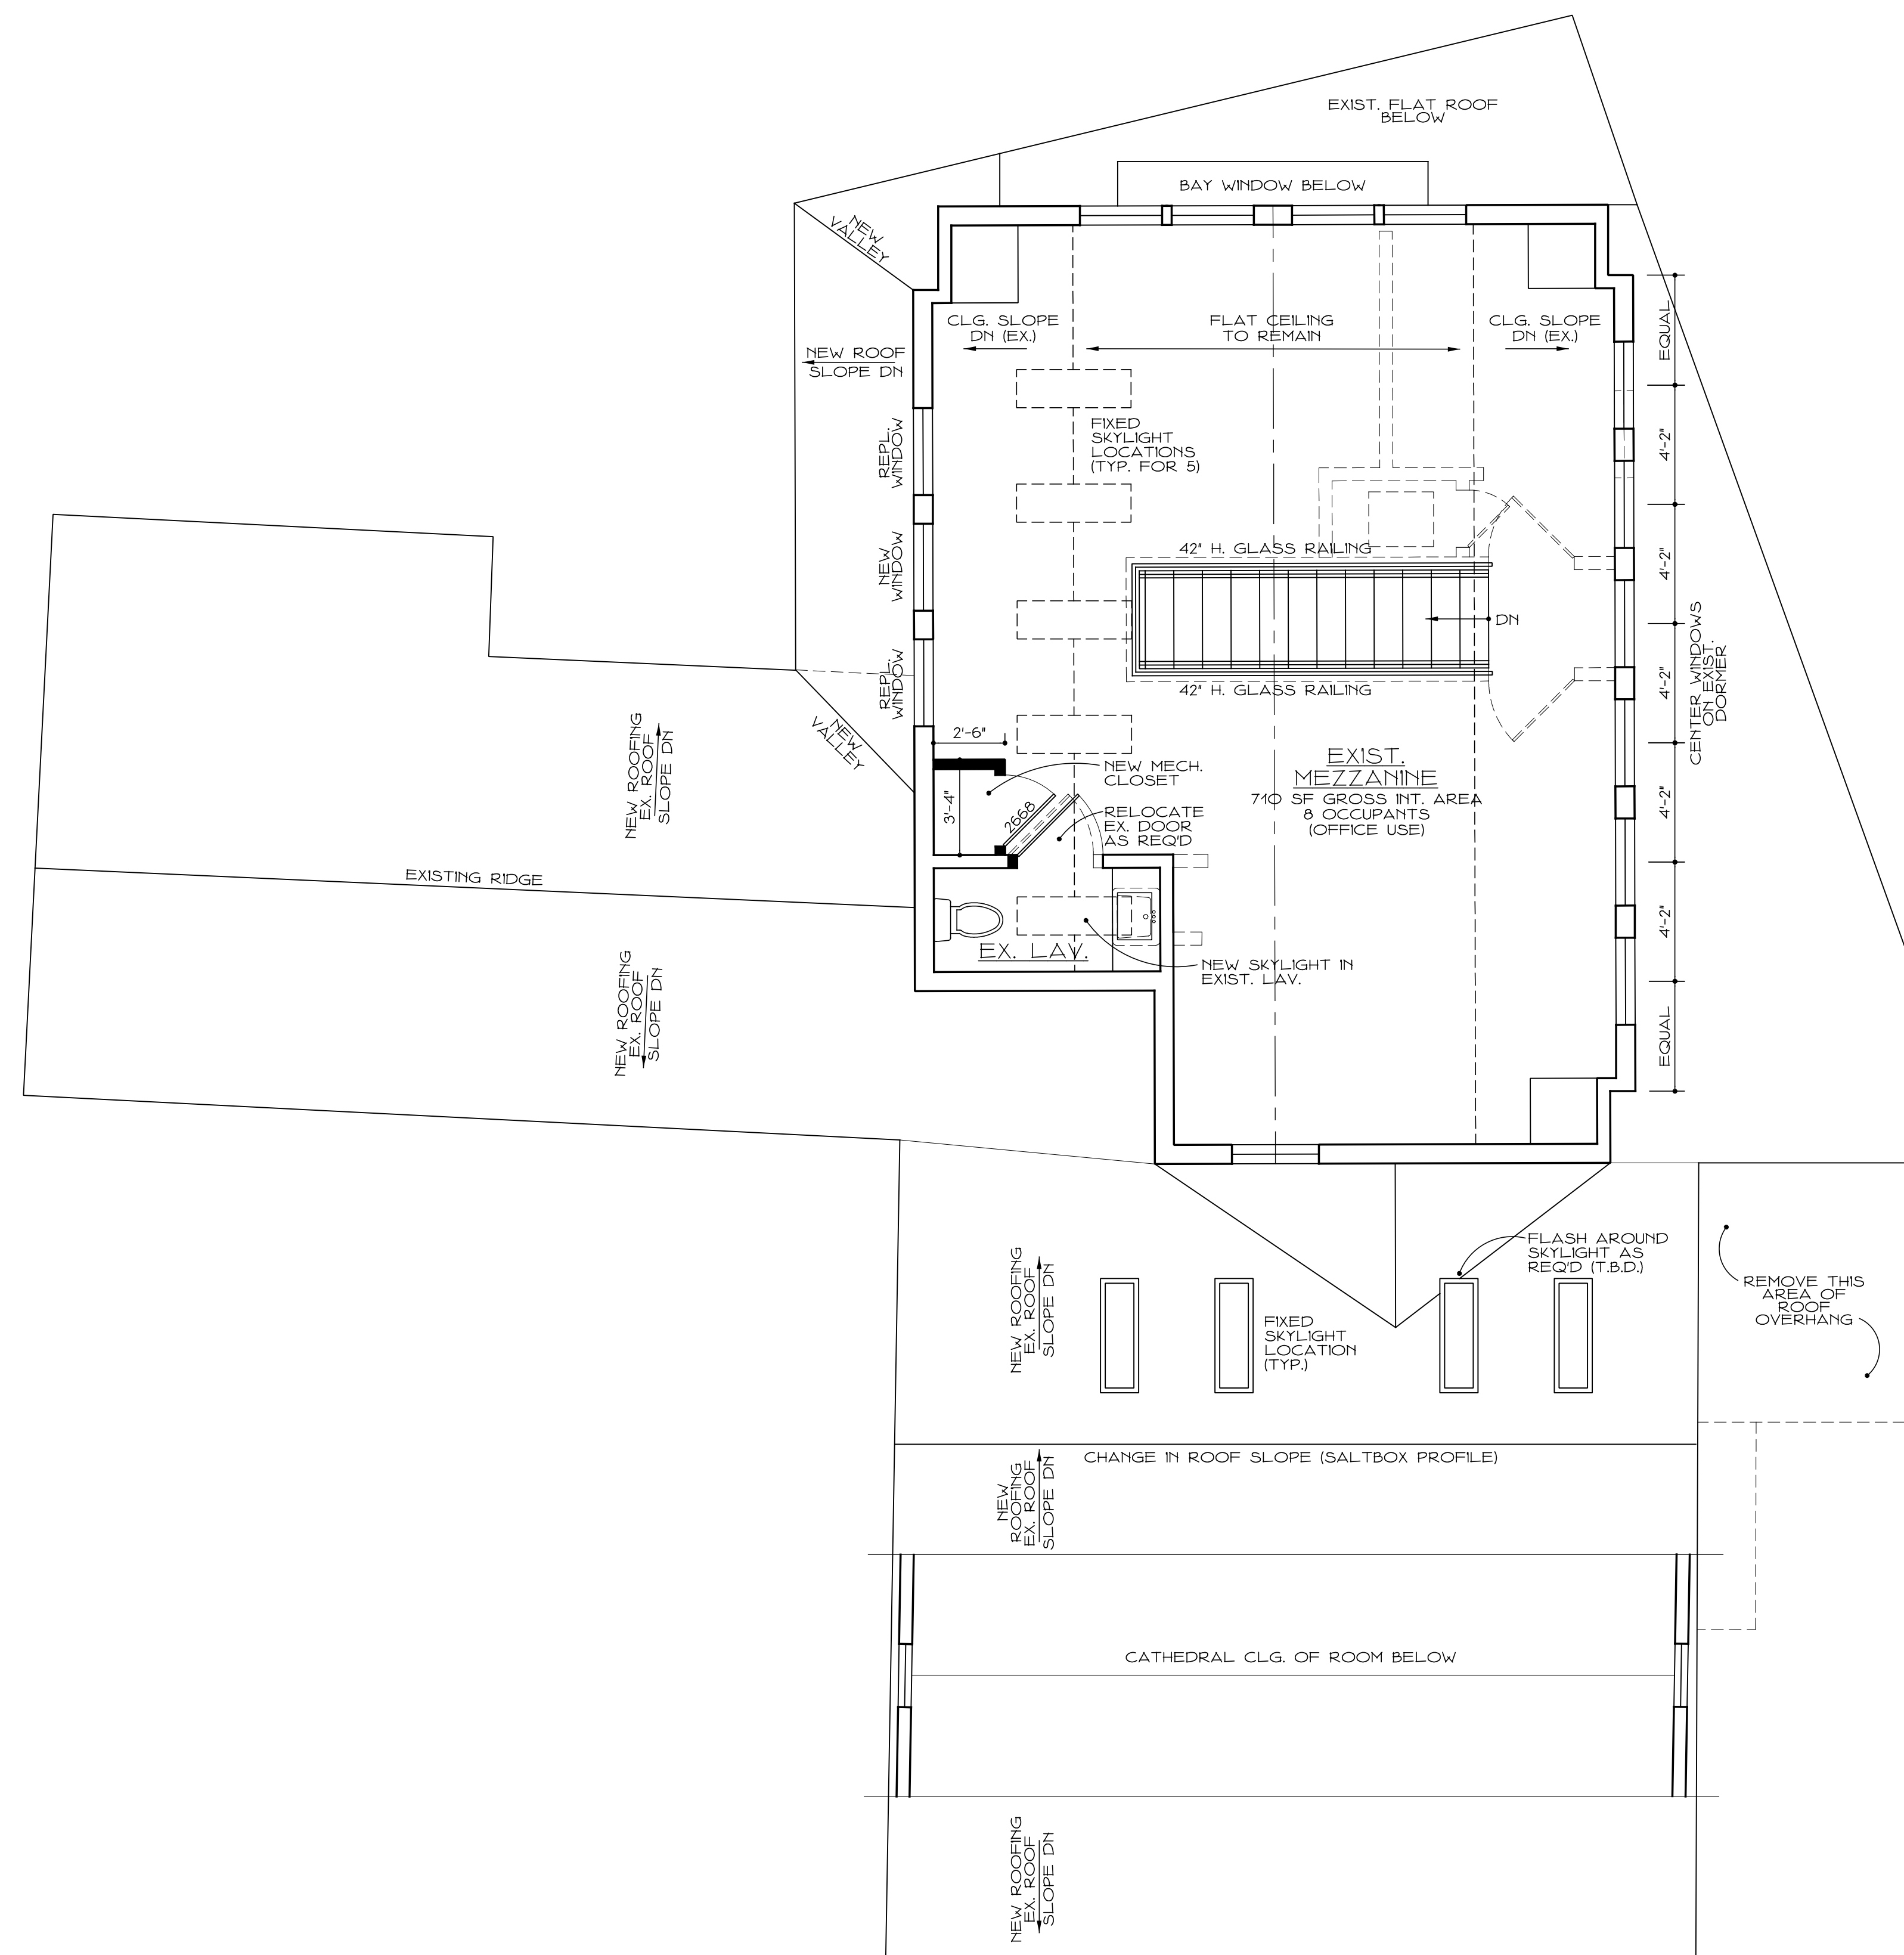 EXIST. FLAT ROOF
BELOW
BAY WINDOW BELOW
NEW
VALLEY
CLG. SLOPE
DN (EX.)
FLAT CEILING
TO REMAIN
CLG. SLOPE
DN (EX.)
NEW ROOF
SLOPE DN
EQUAL
4'-2"
4'-2"
4'-2"
4'-2"
4'-2"
EQUAL
CENTER WINDOWS
ON EXIST.
DORMER
REPL.
WINDOW
NEW
WINDOW
REPL.
WINDOW
FIXED
SKYLIGHT
LOCATIONS
(TYP. FOR 5)
42" H. GLASS RAILING
DN
42" H. GLASS RAILING
NEW
VALLEY
2'-6"
3'-4"
2668
NEW MECH.
CLOSET
RELOCATE
EX. DOOR
AS REQ'D
EXIST.
MEZZANINE
710 SF GROSS INT. AREA
8 OCCUPANTS
(OFFICE USE)
NEW ROOFING
EX. ROOF
SLOPE DN
EXISTING RIDGE
NEW ROOFING
EX. ROOF
SLOPE DN
EX. LAV.
NEW SKYLIGHT IN
EXIST. LAV.
NEW ROOFING
EX. ROOF
SLOPE DN
FIXED
SKYLIGHT
LOCATION
(TYP.)
FLASH AROUND
SKYLIGHT AS
REQ'D (T.B.D.)
REMOVE THIS
AREA OF
ROOF
OVERHANG
CHANGE IN ROOF SLOPE (SALTBOX PROFILE)
NEW
ROOFING
EX. ROOF
SLOPE DN
CATHEDRAL CLG. OF ROOM BELOW
NEW ROOFING
EX. ROOF
SLOPE DN